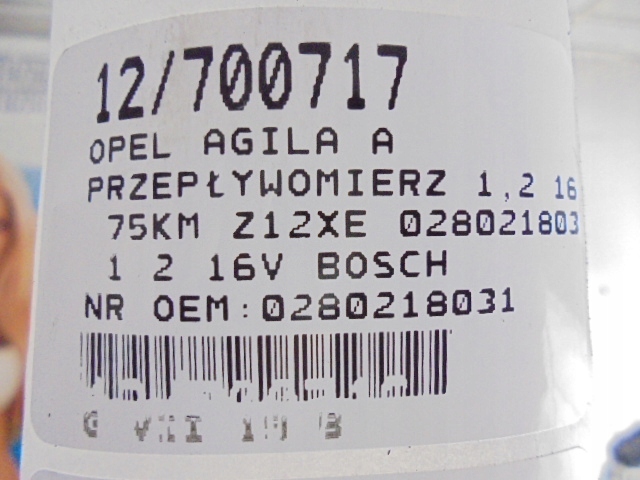 12/700717
OPEL AGILA A
PRZEPŁYWOMIERZ 1,2 16
75KM Z12XE 028021803
1 2 16V BOSCH
NR OEM:0280218031